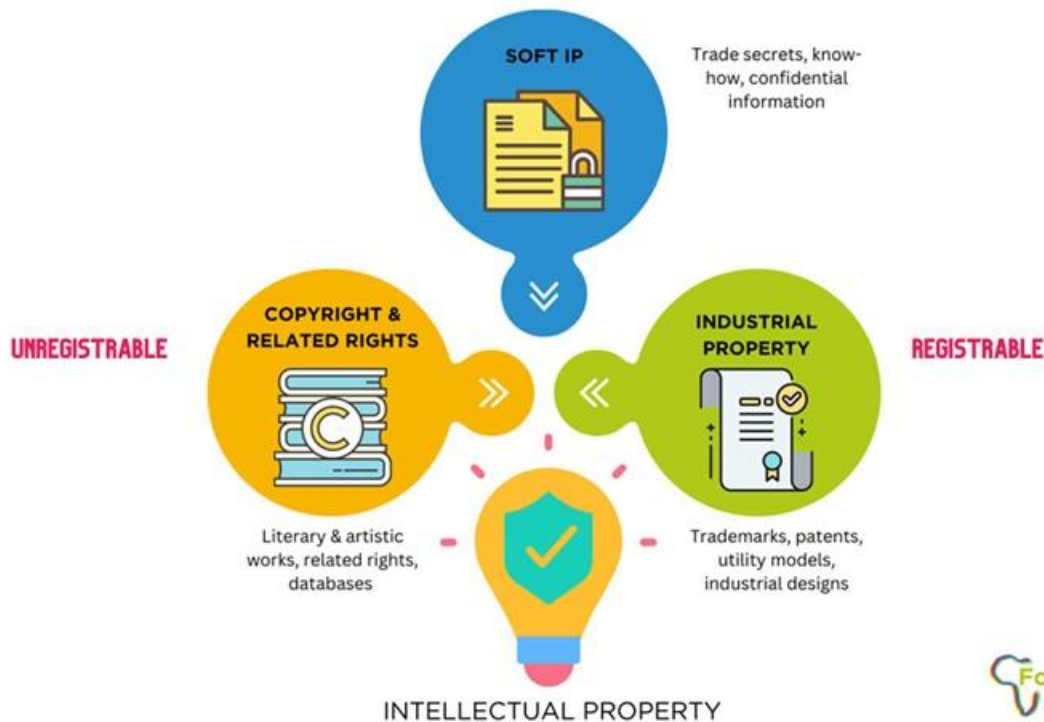 SOFT IP
Trade secrets, know-
how, confidential
information
COPYRIGHT &
RELATED RIGHTS
INDUSTRIAL
PROPERTY
UNREGISTRABLE
REGISTRABLE
C
Literary & artistic
works, related rights,
databases
Trademarks, patents,
utility models,
industrial designs
INTELLECTUAL PROPERTY